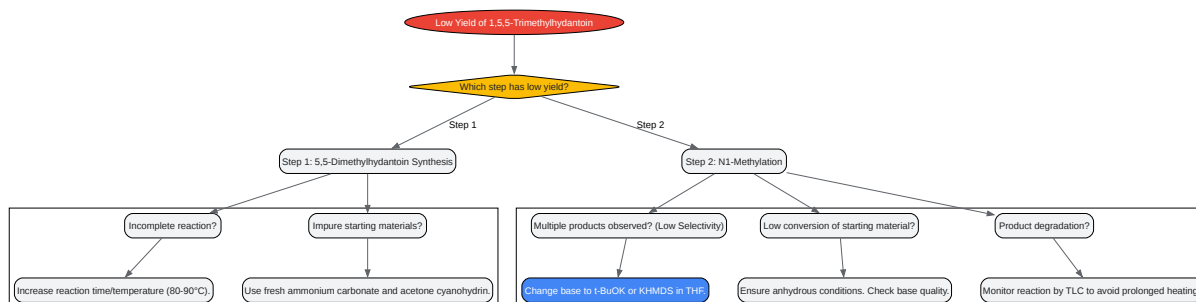 Low Yield of 1,5,5-Trimethylhydantoin
Which step has low yield?
Step 1
Step 2
Step 1: 5,5-Dimethylhydantoin Synthesis
Step 2: N1-Methylation
Incomplete reaction?
Impure starting materials?
Multiple products observed? (Low Selectivity)
Low conversion of starting material?
Product degradation?
Increase reaction time/temperature (80-90°C).
Use fresh ammonium carbonate and acetone cyanohydrin.
Change base to t-BuOK or KHMDS in THF.
Ensure anhydrous conditions. Check base quality.
Monitor reaction by TLC to avoid prolonged heating.